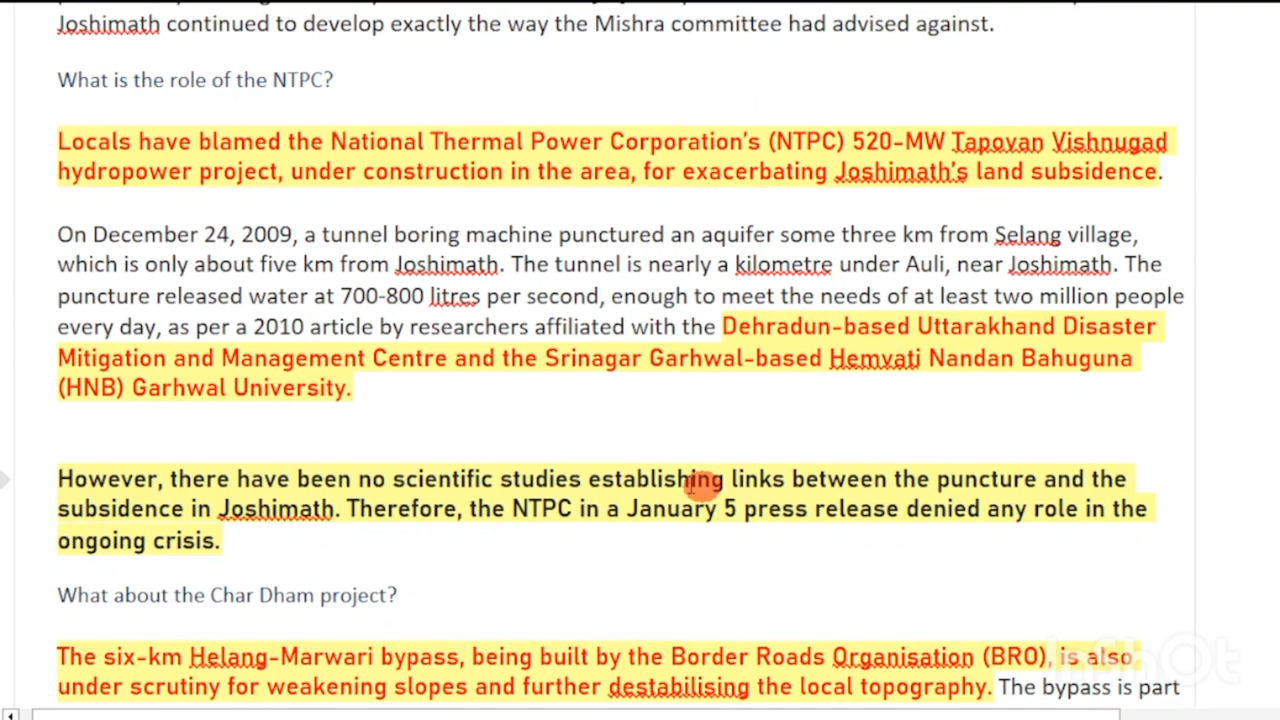 Joshimath continued to develop exactly the way the Mishra committee had advised against.
What is the role of the NTPC?
Locals have blamed the National Thermal Power Corporation's (NTPC) 520-MW Tapovan Vishnugad
hydropower project, under construction in the area, for exacerbating Joshimath's land subsidence.
On December 24, 2009, a tunnel boring machine punctured an aquifer some three km from Selang village,
which is only about five km from Joshimath. The tunnel is nearly a kilometre under Auli, near Joshimath. The
puncture released water at 700-800 litres per second, enough to meet the needs of at least two million people
every day, as per a 2010 article by researchers affiliated with the Dehradun-based Uttarakhand Disaster
Mitigation and Management Centre and the Srinagar Garhwal-based Hemvati Nandan Bahuguna
(HNB) Garhwal University.
However, there have been no scientific studies establishing links between the puncture and the
subsidence in Joshimath. Therefore, the NTPC in a January 5 press release denied any role in the
ongoing crisis.
What about the Char Dham project?
The six-km Helang-Marwari bypass, being built by the Border Roads Organisation (BRO), is also
under scrutiny for weakening slopes and further destabilising the local topography. The bypass is part
InShOt